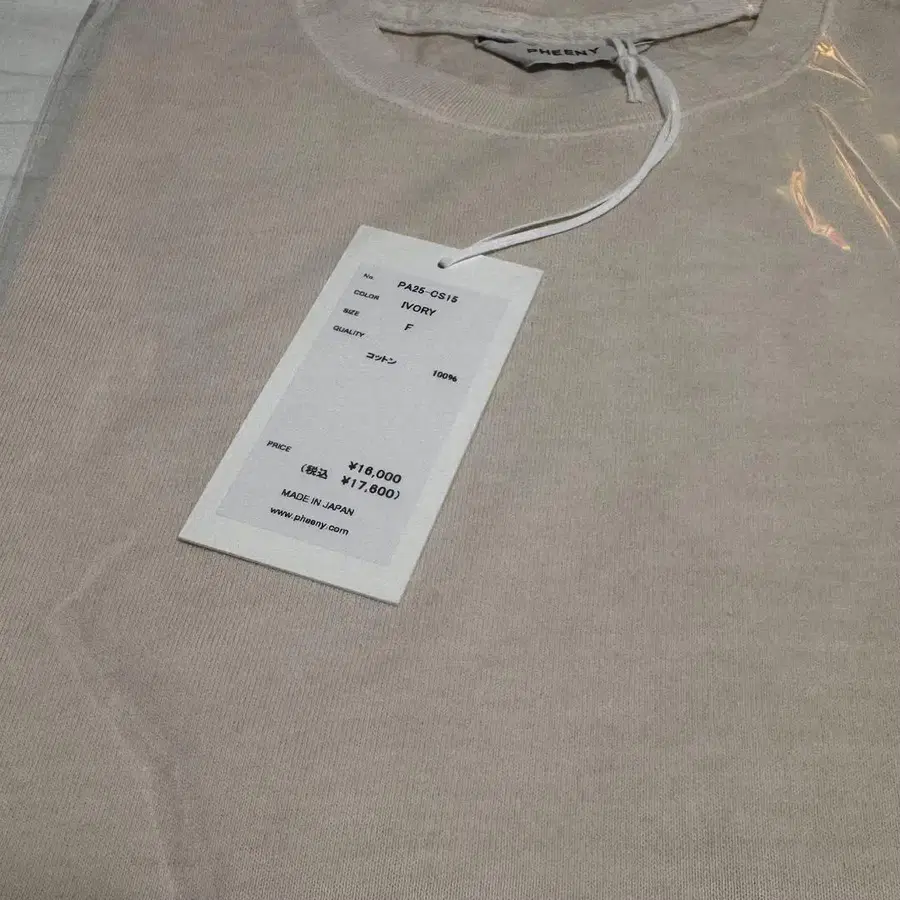 PHEENY
No. PA25-CS15
COLOR IVORY
SIZE F
QUALITY
コットン 100%
PRICE ¥16,000
(税込 ¥17,600)
MADE IN JAPAN
www.pheeny.com